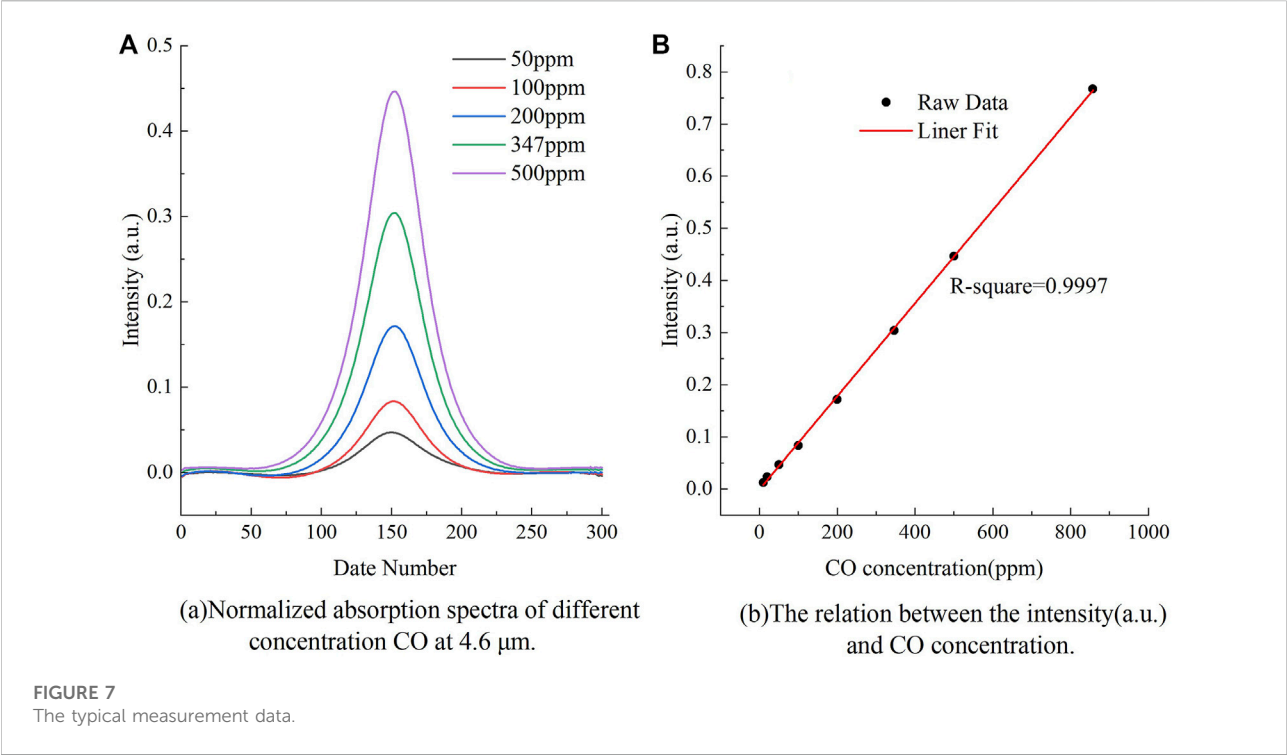 A
0.5
0.4
0.3
0.2
0.1
0.0
Intensity (a.u.)
50ppm
100ppm
200ppm
347ppm
500ppm
0 50 100 150 200 250 300
Date Number
(a)Normalized absorption spectra of different
concentration CO at 4.6 μm.
B
0.8
0.7
0.6
0.5
0.4
0.3
0.2
0.1
0.0
Intensity (a.u.)
Raw Data
Liner Fit
R-square=0.9997
0 200 400 600 800 1000
CO concentration(ppm)
(b)The relation between the intensity(a.u.)
and CO concentration.
FIGURE 7
The typical measurement data.